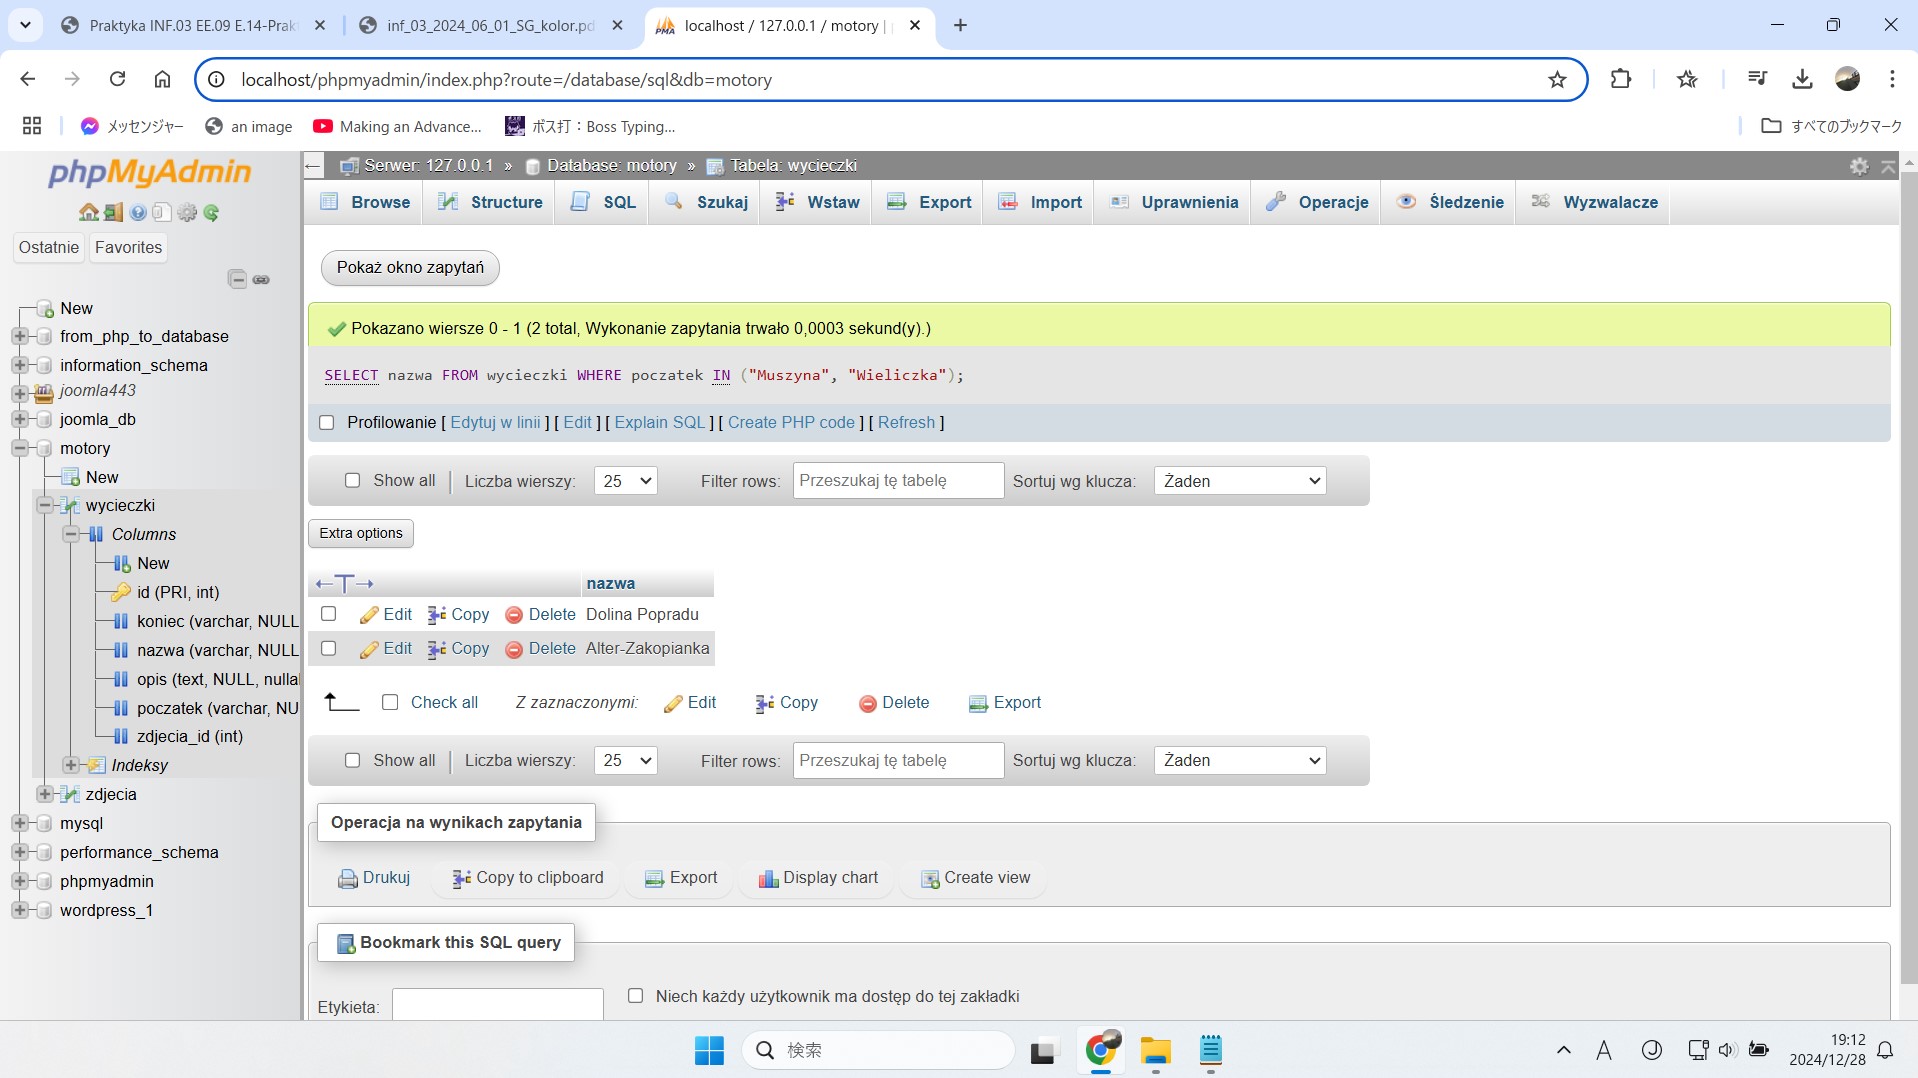 Praktyka INF.03 EE.09 E.14-Prak
inf_03_2024_06_01_SG_kolor.pd
localhost / 127.0.0.1 / motory |
localhost/phpmyadmin/index.php?route=/database/sql&db=motory
メッセンジャー
an image
Making an Advance...
ボス打：Boss Typing...
すべてのブックマーク
phpMyAdmin
Ostatnie
Favorites
New
from_php_to_database
information_schema
joomla443
joomla_db
motory
New
wycieczki
Columns
New
id (PRI, int)
koniec (varchar, NULL
nazwa (varchar, NULL
opis (text, NULL, nulla
poczatek (varchar, NU
zdjecia_id (int)
Indeksy
zdjecia
mysql
performance_schema
phpmyadmin
wordpress_1
Serwer: 127.0.0.1 » Database: motory » Tabela: wycieczki
Browse
Structure
SQL
Szukaj
Wstaw
Export
Import
Uprawnienia
Operacje
Śledzenie
Wyzwalacze
Pokaż okno zapytań
Pokazano wiersze 0 - 1 (2 total, Wykonanie zapytania trwało 0,0003 sekund(y).)
SELECT nazwa FROM wycieczki WHERE poczatek IN ("Muszyna", "Wieliczka");
Profilowanie [ Edytuj w linii ] [ Edit ] [ Explain SQL ] [ Create PHP code ] [ Refresh ]
Show all | Liczba wierszy: 25 Filter rows: Przeszukaj tę tabelę Sortuj wg klucza: Żaden
Extra options
←T→ nazwa
Edit Copy Delete Dolina Popradu
Edit Copy Delete Alter-Zakopianka
Check all Z zaznaczonymi: Edit Copy Delete Export
Show all | Liczba wierszy: 25 Filter rows: Przeszukaj tę tabelę Sortuj wg klucza: Żaden
Operacja na wynikach zapytania
Drukuj Copy to clipboard Export Display chart Create view
Bookmark this SQL query
Etykieta: Niech każdy użytkownik ma dostęp do tej zakładki
検索
A
19:12
2024/12/28